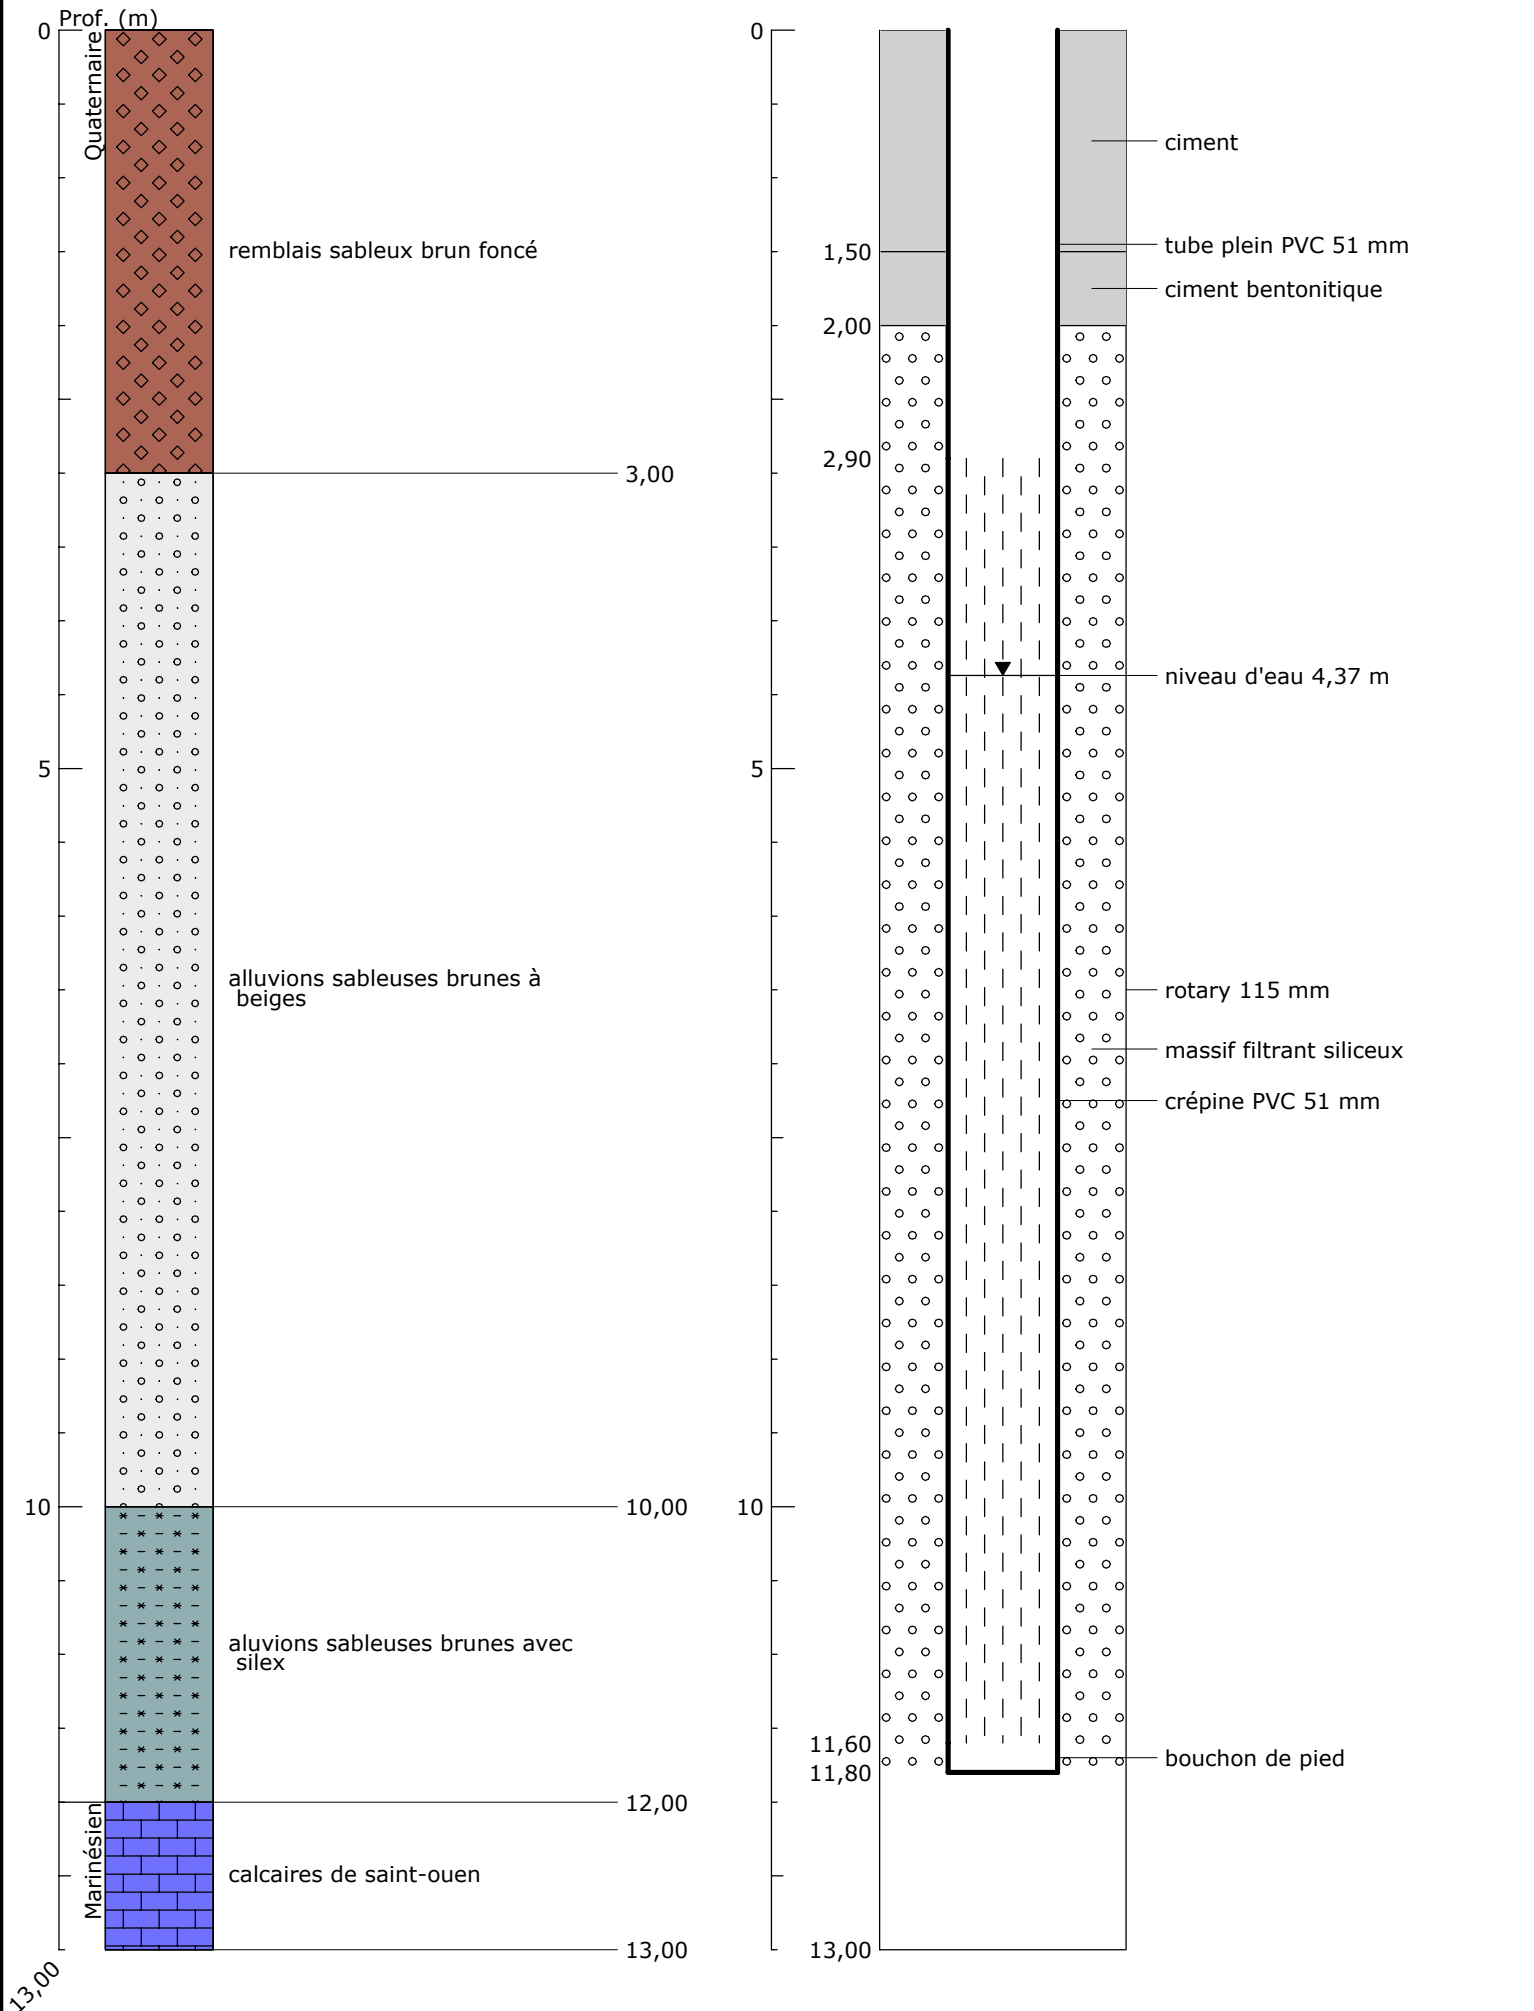 Prof. (m)
0
Quaternaire
remblais sableux brun foncé
3,00
5
alluvions sableuses brunes à
beiges
10
10,00
aluvions sableuses brunes avec
silex
12,00
Marinésien
calcaires de saint-ouen
13,00
13,00
0
ciment
1,50
tube plein PVC 51 mm
ciment bentonitique
2,00
2,90
niveau d'eau 4,37 m
5
rotary 115 mm
massif filtrant siliceux
crépine PVC 51 mm
10
11,60
bouchon de pied
11,80
13,00